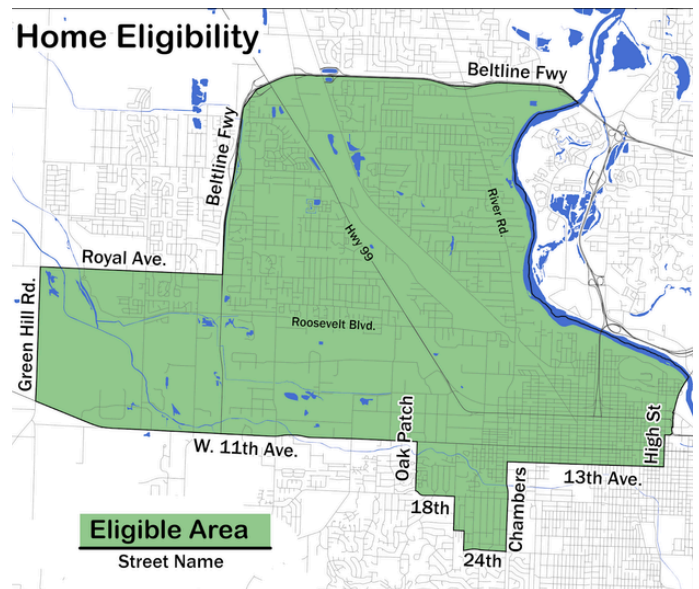 Home Eligibility
Beltline Fwy
Beltline Fwy
River Rd.
Hwy 99
Royal Ave.
Green Hill Rd.
Roosevelt Blvd.
W. 11th Ave.
Oak Patch
High St
13th Ave.
Chambers
18th
24th
Eligible Area
Street Name